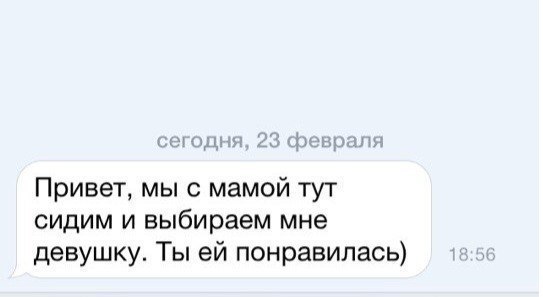 сегодня, 23 февраля
Привет, мы с мамой тут
сидим и выбираем мне
девушку. Ты ей понравилась)
18:56